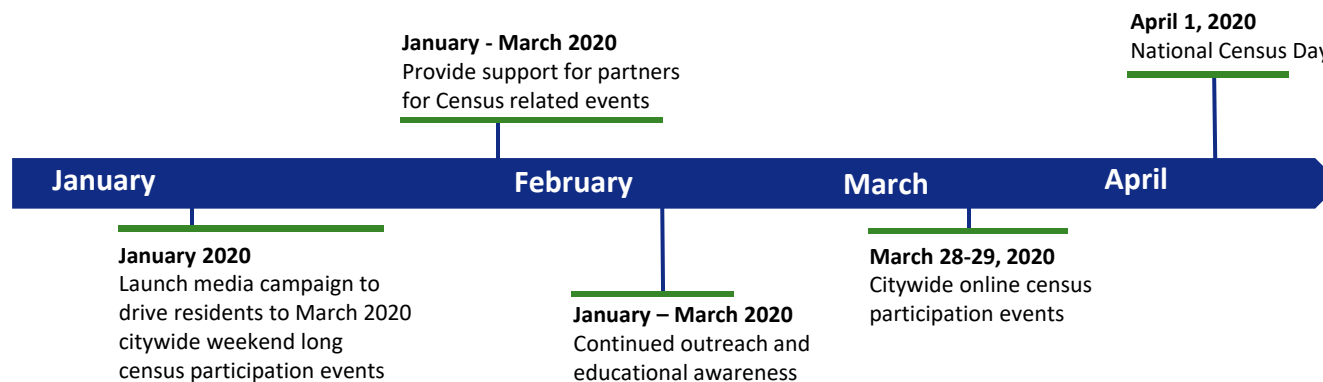 January - March 2020
Provide support for partners
for Census related events
April 1, 2020
National Census Day
January
February
March
April
January 2020
Launch media campaign to
drive residents to March 2020
citywide weekend long
census participation events
January – March 2020
Continued outreach and
educational awareness
March 28-29, 2020
Citywide online census
participation events